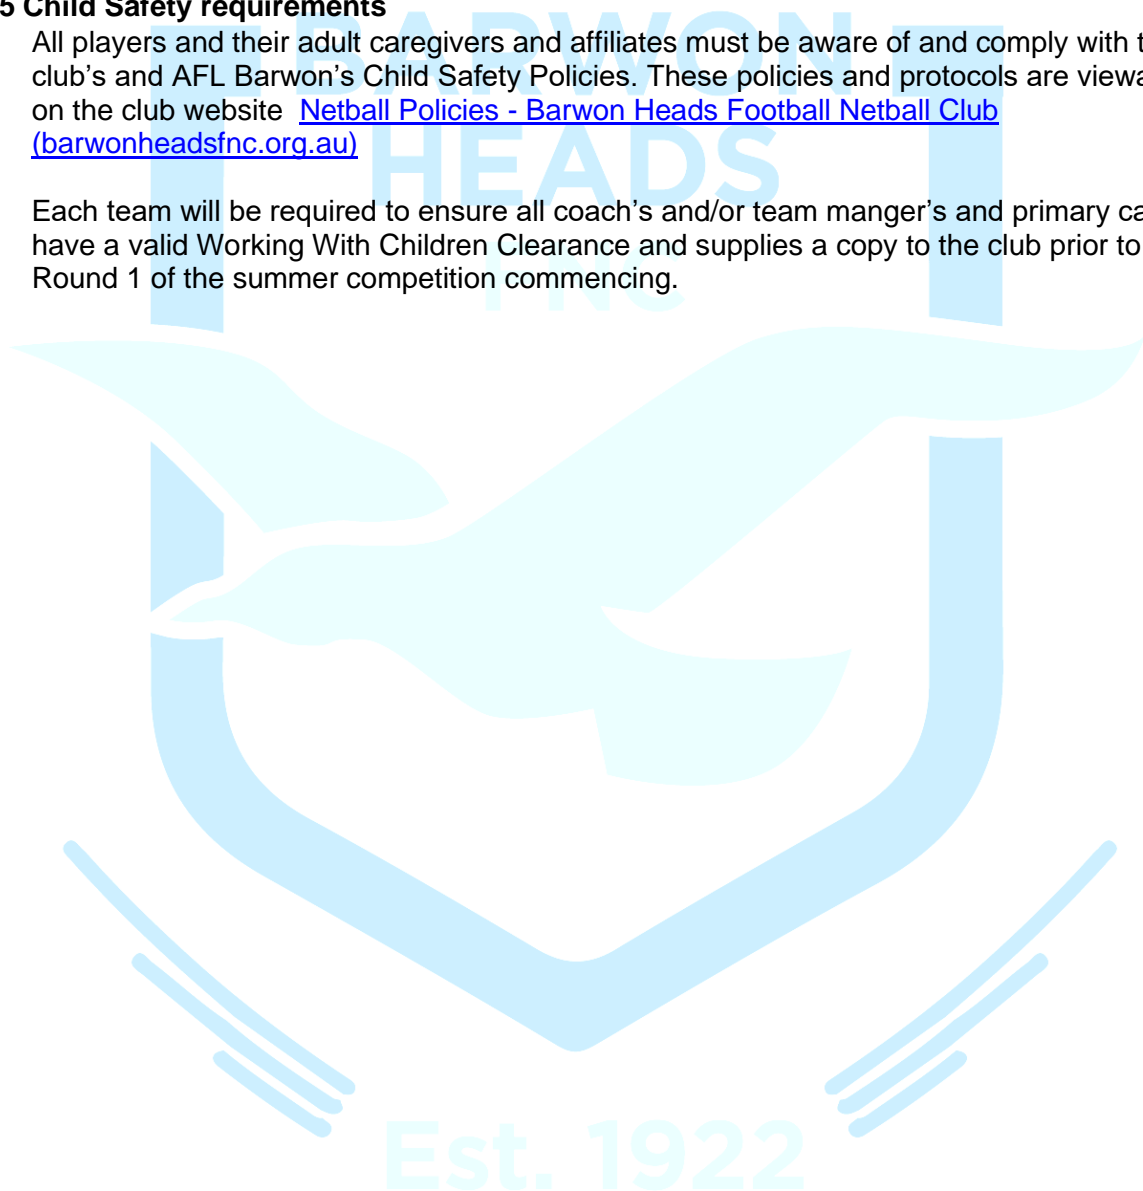 5 Child Safety requirements
All players and their adult caregivers and affiliates must be aware of and comply with
club's and AFL Barwon's Child Safety Policies. These policies and protocols are
on the club website  Netball Policies - Barwon Heads Football Netball Club
(barwonheadsfnc.org.au)
Each team will be required to ensure all coach's and/or team manger's and primary
have a valid Working With Children Clearance and supplies a copy to the club prior to
Round 1 of the summer competition commencing.
BARWON
HEADS
FNC
Est. 1922